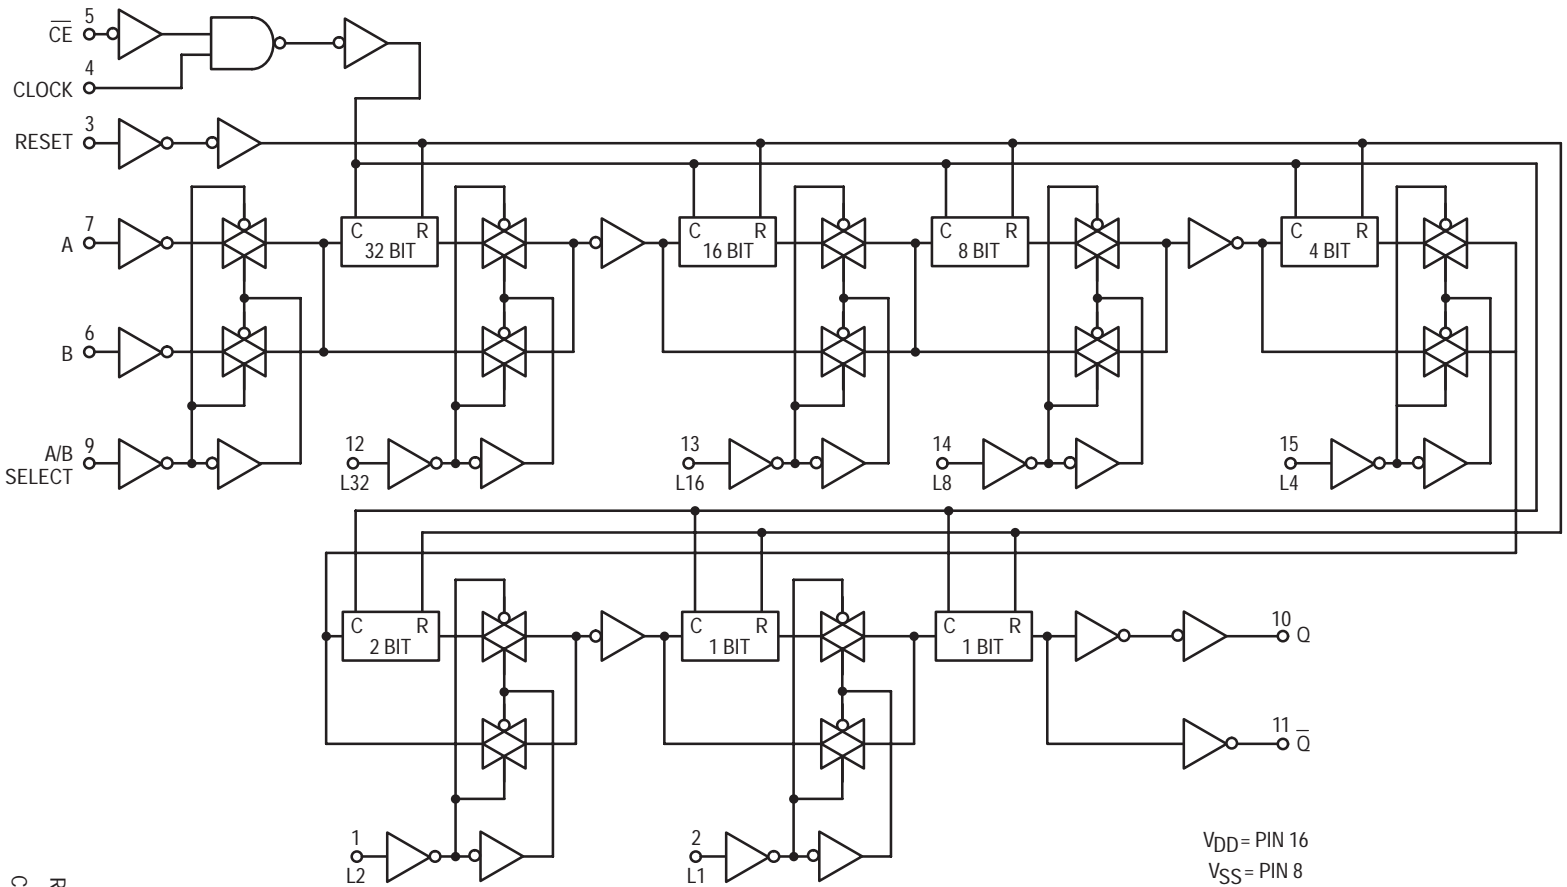 5
C̅E̅
4
CLOCK
3
RESET
7
A
C R
32 BIT
C R
16 BIT
C R
8 BIT
C R
4 BIT
6
B
9
A/B
SELECT
12
L32
13
L16
14
L8
15
L4
C R
2 BIT
C R
1 BIT
C R
1 BIT
10
Q
11
Q̅
1
L2
2
L1
VDD = PIN 16
VSS = PIN 8
R
C